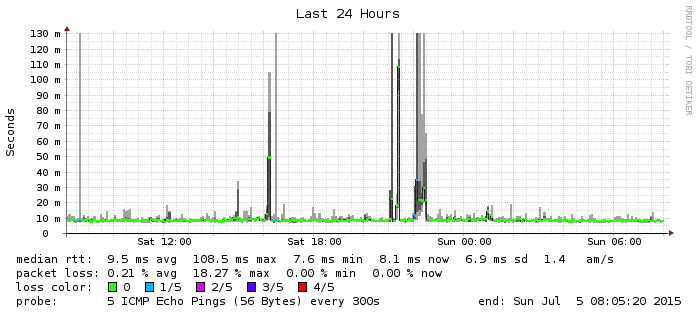 Last 24 Hours
RRDTOOL / TOBI OETIKER
Seconds
130 m
120 m
110 m
100 m
90 m
80 m
70 m
60 m
50 m
40 m
30 m
20 m
10 m
0
Sat 12:00 Sat 18:00 Sun 00:00 Sun 06:00
median rtt: 9.5 ms avg 108.5 ms max 7.6 ms min 8.1 ms now 6.9 ms sd 1.4 am/s
packet loss: 0.21 % avg 18.27 % max 0.00 % min 0.00 % now
loss color: 0 1/5 2/5 3/5 4/5
probe: 5 ICMP Echo Pings (56 Bytes) every 300s end: Sun Jul 5 08:05:20 2015